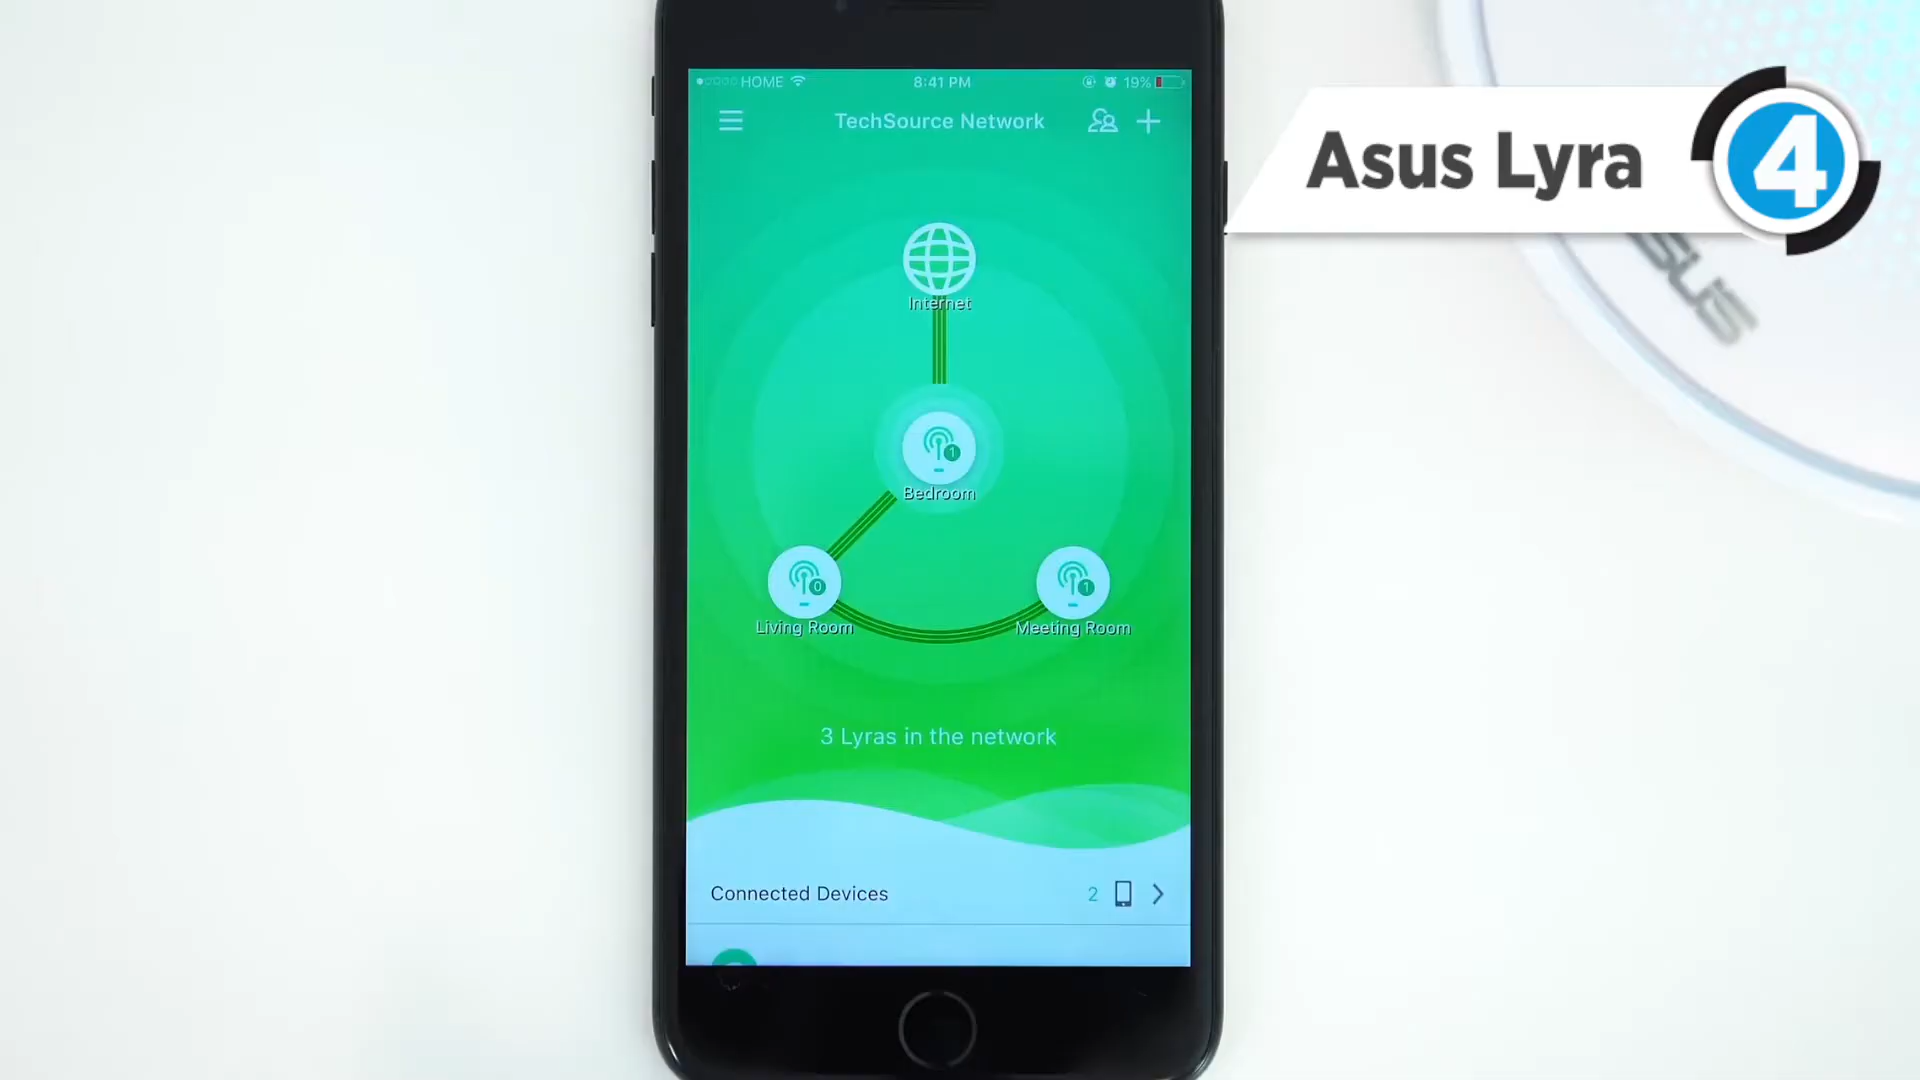 HOME
8:41 PM
19%
TechSource Network
Asus Lyra
4
ASUS
Internet
1
Bedroom
0
1
Living Room
Meeting Room
3 Lyras in the network
Connected Devices
2